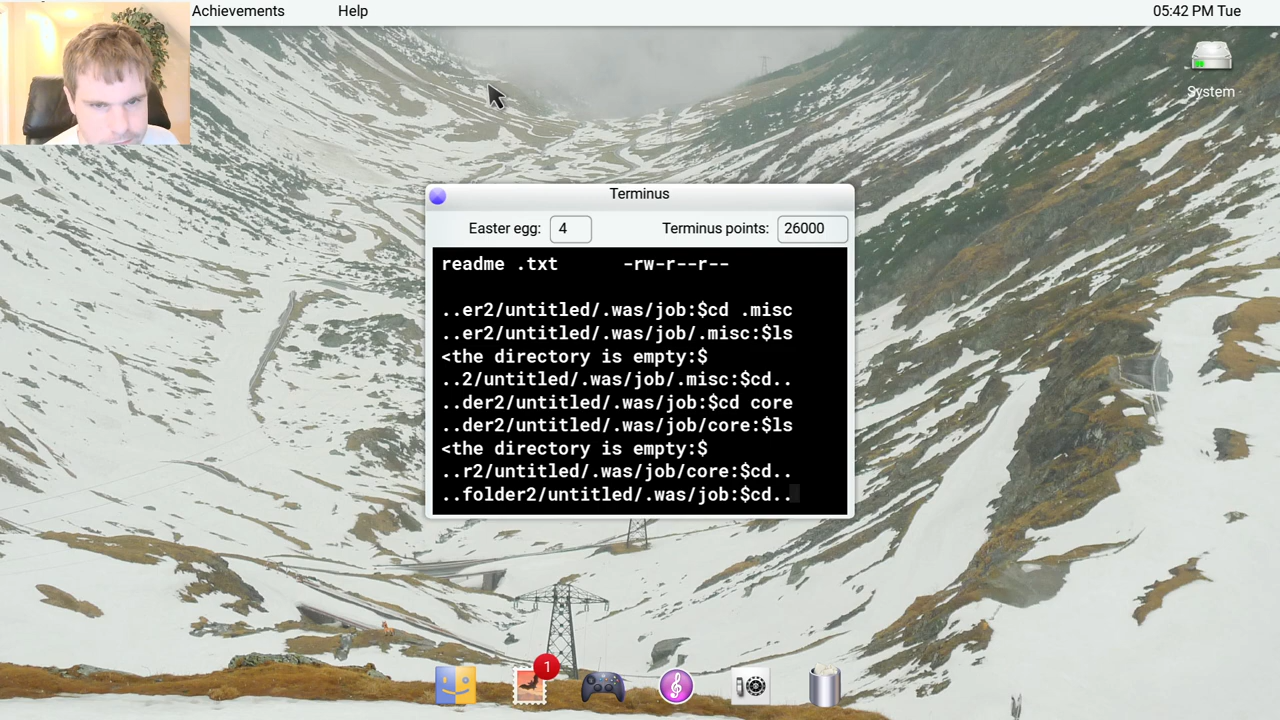 Achievements Help 05:42 PM Tue
System
Terminus
Easter egg: 4 Terminus points: 26000
readme .txt -rw-r--r--
..er2/untitled/.was/job:$cd .misc
..er2/untitled/.was/job/.misc:$ls
<the directory is empty:$
..2/untitled/.was/job/.misc:$cd..
..der2/untitled/.was/job:$cd core
..der2/untitled/.was/job/core:$ls
<the directory is empty:$
..r2/untitled/.was/job/core:$cd..
..folder2/untitled/.was/job:$cd..
1